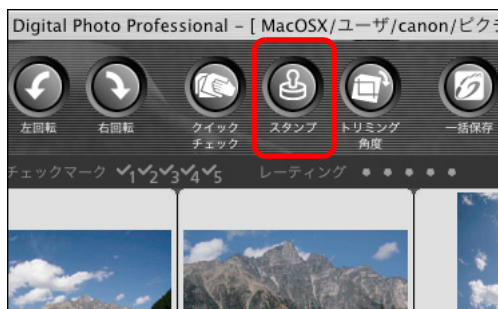 Digital Photo Professional – [ MacOSX/ユーザ/canon/ピク
左回転
右回転
クイック
チェック
スタンプ
トリミング
角度
一括保存
チェックマーク 1 2 3 4 5
レーティング